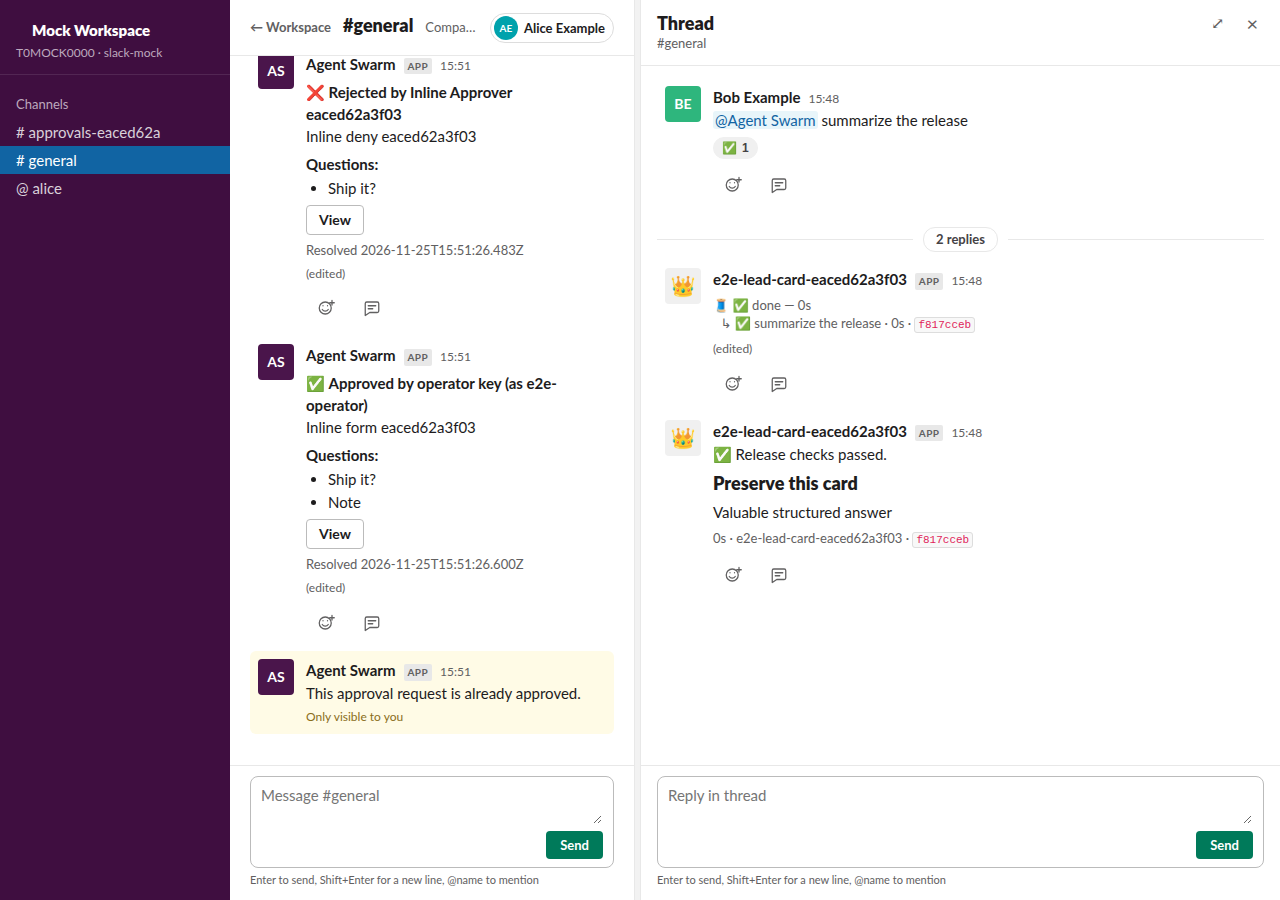 Mock Workspace
T0MOCK0000 · slack-mock
Channels
# approvals-eaced62a
# general
@ alice
← Workspace #general Compa... AE Alice Example
AS Agent Swarm APP 15:51
❌ Rejected by Inline Approver
eaced62a3f03
Inline deny eaced62a3f03
Questions:
• Ship it?
View
Resolved 2026-11-25T15:51:26.483Z
(edited)
AS Agent Swarm APP 15:51
✅ Approved by operator key (as e2e-
operator)
Inline form eaced62a3f03
Questions:
• Ship it?
• Note
View
Resolved 2026-11-25T15:51:26.600Z
(edited)
AS Agent Swarm APP 15:51
This approval request is already approved.
Only visible to you
Message #general
Send
Enter to send, Shift+Enter for a new line, @name to mention
Thread
#general
BE Bob Example 15:48
@Agent Swarm summarize the release
✅ 1
2 replies
e2e-lead-card-eaced62a3f03 APP 15:48
🧵 ✅ done — 0s
↳ ✅ summarize the release · 0s · f817cceb
(edited)
e2e-lead-card-eaced62a3f03 APP 15:48
✅ Release checks passed.
Preserve this card
Valuable structured answer
0s · e2e-lead-card-eaced62a3f03 · f817cceb
Reply in thread
Send
Enter to send, Shift+Enter for a new line, @name to mention